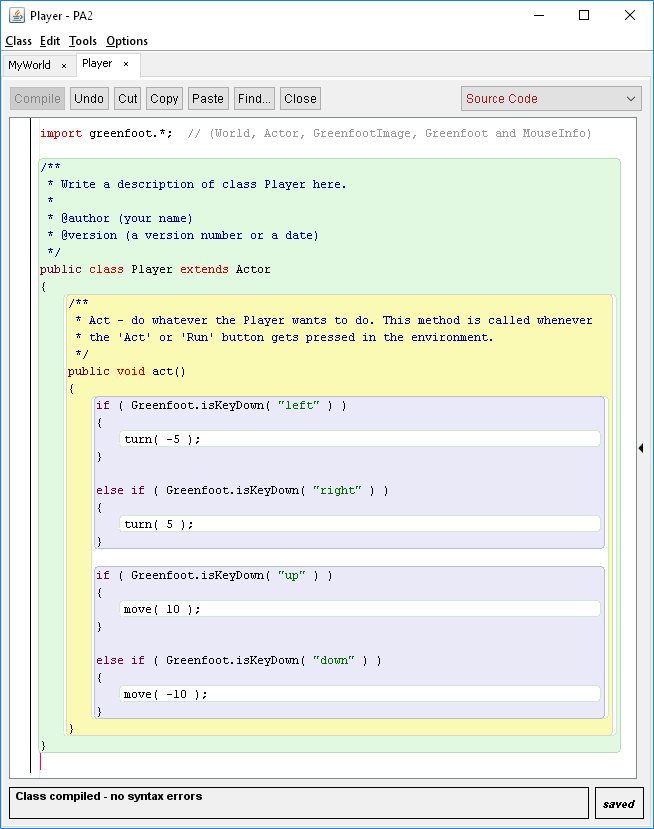 Player - PA2
Class Edit Tools Options
MyWorld × Player ×
Compile Undo Cut Copy Paste Find... Close Source Code
import greenfoot.*;  // (World, Actor, GreenfootImage, Greenfoot and MouseInfo)
/**
 * Write a description of class Player here.
 *
 * @author (your name)
 * @version (a version number or a date)
 */
public class Player extends Actor
{
    /**
     * Act - do whatever the Player wants to do. This method is called whenever
     * the 'Act' or 'Run' button gets pressed in the environment.
     */
    public void act()
    {
        if ( Greenfoot.isKeyDown( "left" ) )
        {
            turn( -5 );
        }
        else if ( Greenfoot.isKeyDown( "right" ) )
        {
            turn( 5 );
        }
        if ( Greenfoot.isKeyDown( "up" ) )
        {
            move( 10 );
        }
        else if ( Greenfoot.isKeyDown( "down" ) )
        {
            move( -10 );
        }
    }
}
Class compiled - no syntax errors
saved